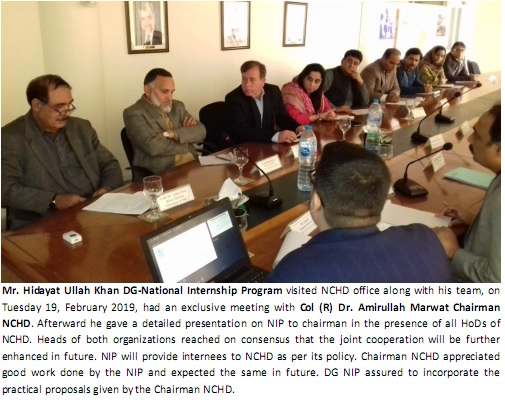 Mr. Hidayat Ullah Khan DG-National Internship Program visited NCHD office along with his team, on
Tuesday 19, February 2019, had an exclusive meeting with Col (R) Dr. Amirullah Marwat Chairman
NCHD. Afterward he gave a detailed presentation on NIP to chairman in the presence of all HoDs of
NCHD. Heads of both organizations reached on consensus that the joint cooperation will be further
enhanced in future. NIP will provide internees to NCHD as per its policy. Chairman NCHD appreciated
good work done by the NIP and expected the same in future. DG NIP assured to incorporate the
practical proposals given by the Chairman NCHD.